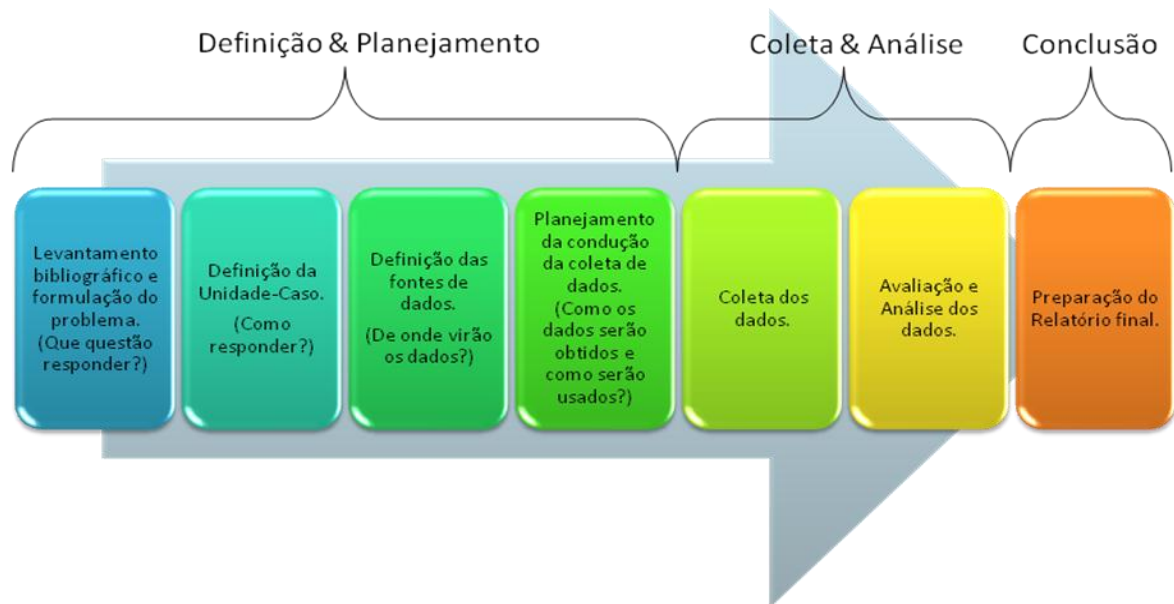 Definição & Planejamento
Coleta & Análise
Conclusão
Levantamento
bibliográfico e
formulação do
problema.
(Que questão
responder?)
Definição da
Unidade-Caso.
(Como
responder?)
Definição das
fontes de
dados.
(De onde virão
os dados?)
Planejamento
da condução
da coleta de
dados.
(Como os
dados serão
obtidos e
como serão
usados?)
Coleta dos
dados.
Avaliação e
Análise dos
dados.
Preparação do
Relatório final.